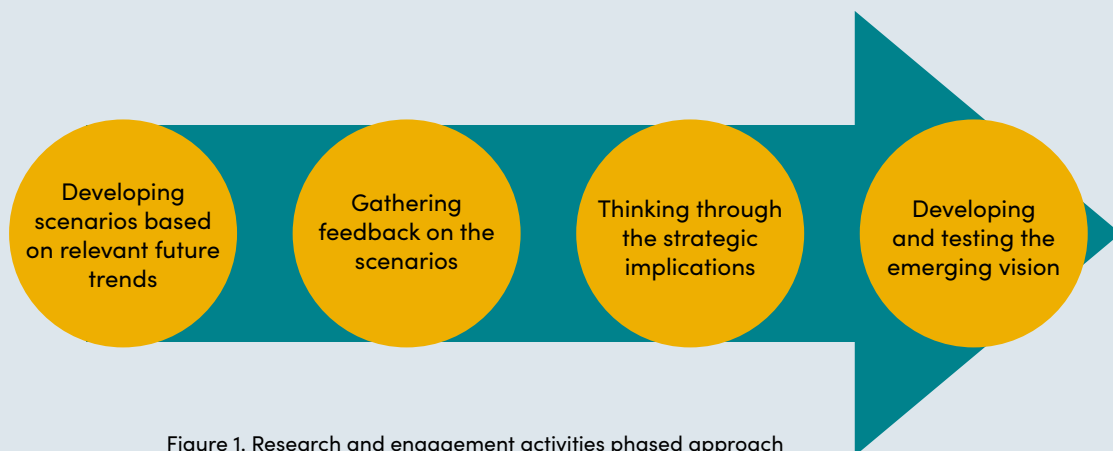 Developing
scenarios based
on relevant future
trends
Gathering
feedback on the
scenarios
Thinking through
the strategic
implications
Developing
and testing the
emerging vision
Figure 1. Research and engagement activities phased approach